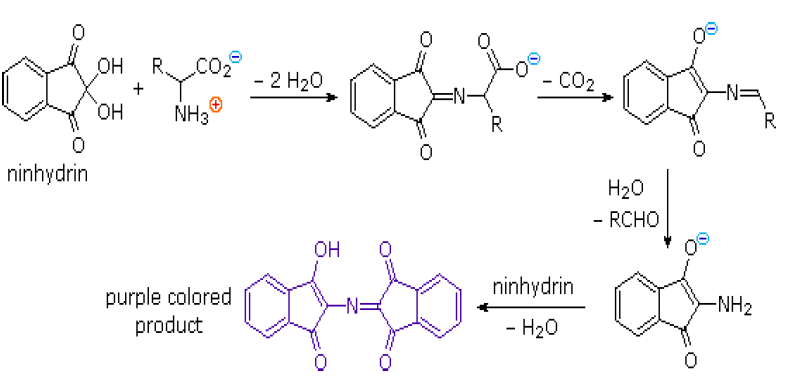 O
OH
OH
O
ninhydrin
+
R
CO2⊖
NH3⊕
– 2 H2O
O
N
O
O
O⊖
R
– CO2
O⊖
N
O
R
H2O
– RCHO
O⊖
NH2
O
ninhydrin
– H2O
OH
O
N
O
O
purple colored
product